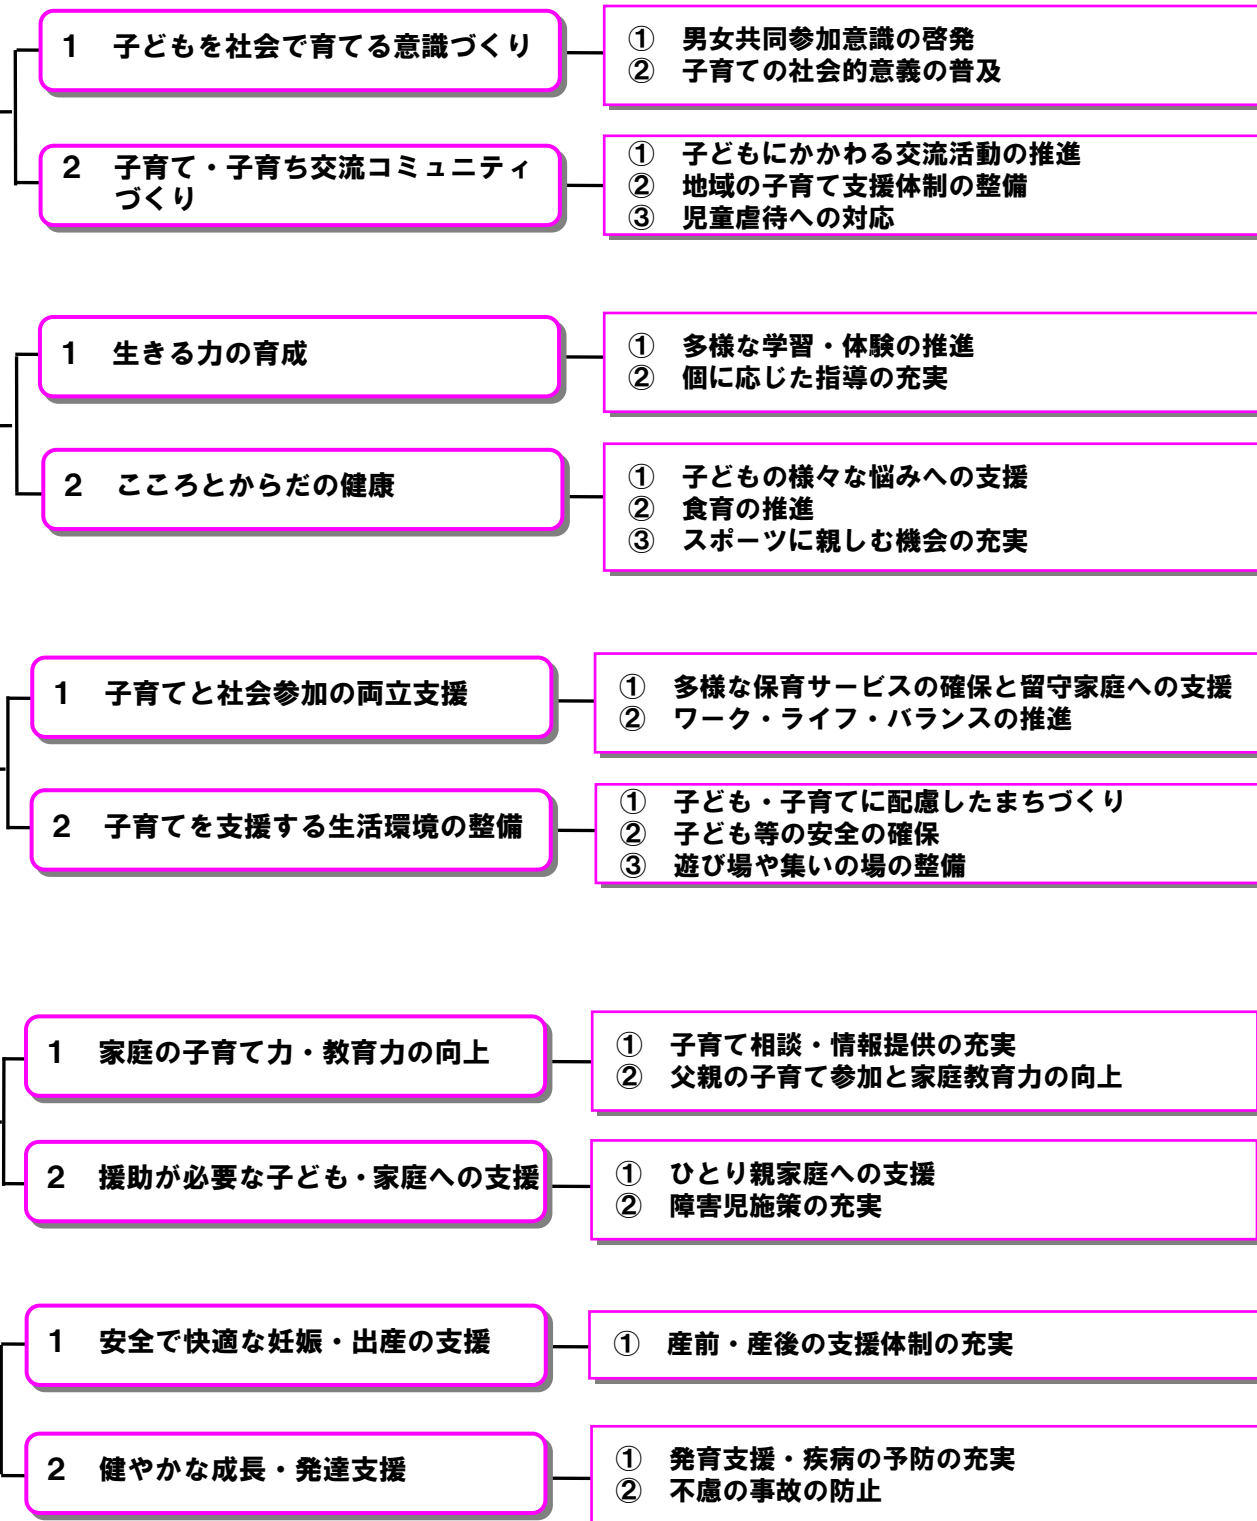 1 子どもを社会で育てる意識づくり
① 男女共同参加意識の啓発
② 子育ての社会的意義の普及
2 子育て・子育ち交流コミュニティ
づくり
① 子どもにかかわる交流活動の推進
② 地域の子育て支援体制の整備
③ 児童虐待への対応
1 生きる力の育成
① 多様な学習・体験の推進
② 個に応じた指導の充実
2 こころとからだの健康
① 子どもの様々な悩みへの支援
② 食育の推進
③ スポーツに親しむ機会の充実
1 子育てと社会参加の両立支援
① 多様な保育サービスの確保と留守家庭への支援
② ワーク・ライフ・バランスの推進
2 子育てを支援する生活環境の整備
① 子ども・子育てに配慮したまちづくり
② 子ども等の安全の確保
③ 遊び場や集いの場の整備
1 家庭の子育て力・教育力の向上
① 子育て相談・情報提供の充実
② 父親の子育て参加と家庭教育力の向上
2 援助が必要な子ども・家庭への支援
① ひとり親家庭への支援
② 障害児施策の充実
1 安全で快適な妊娠・出産の支援
① 産前・産後の支援体制の充実
2 健やかな成長・発達支援
① 発育支援・疾病の予防の充実
② 不慮の事故の防止